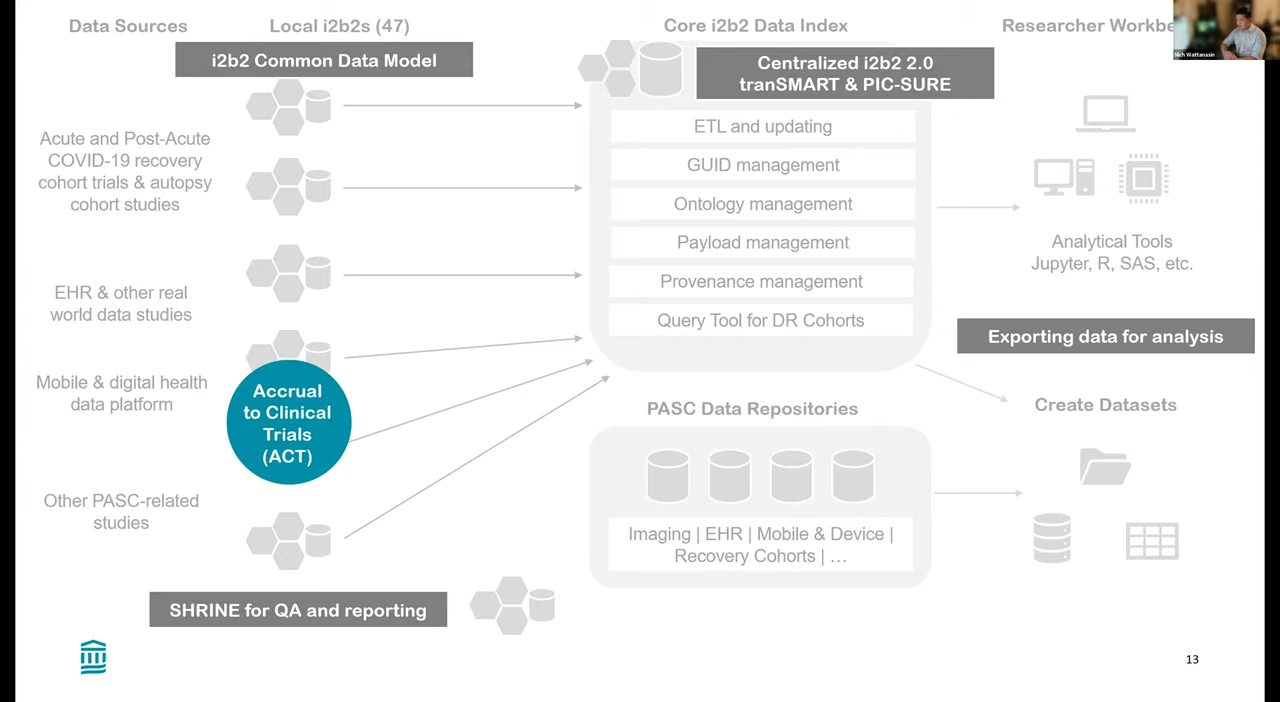 Data Sources
Local i2b2s (47)
Core i2b2 Data Index
Researcher
i2b2 Common Data Model
Centralized i2b2 2.0
tranSMART & PIC-SURE
Nich Wattanasin
Acute and Post-Acute
COVID-19 recovery
cohort trials & autopsy
cohort studies
EHR & other real
world data studies
Mobile & digital health
data platform
Other PASC-related
studies
Accrual
to Clinical
Trials
(ACT)
SHRINE for QA and reporting
ETL and updating
GUID management
Ontology management
Payload management
Provenance management
Query Tool for DR Cohorts
PASC Data Repositories
Imaging | EHR | Mobile & Device |
Recovery Cohorts | …
Analytical Tools
Jupyter, R, SAS, etc.
Exporting data for analysis
Create Datasets
13